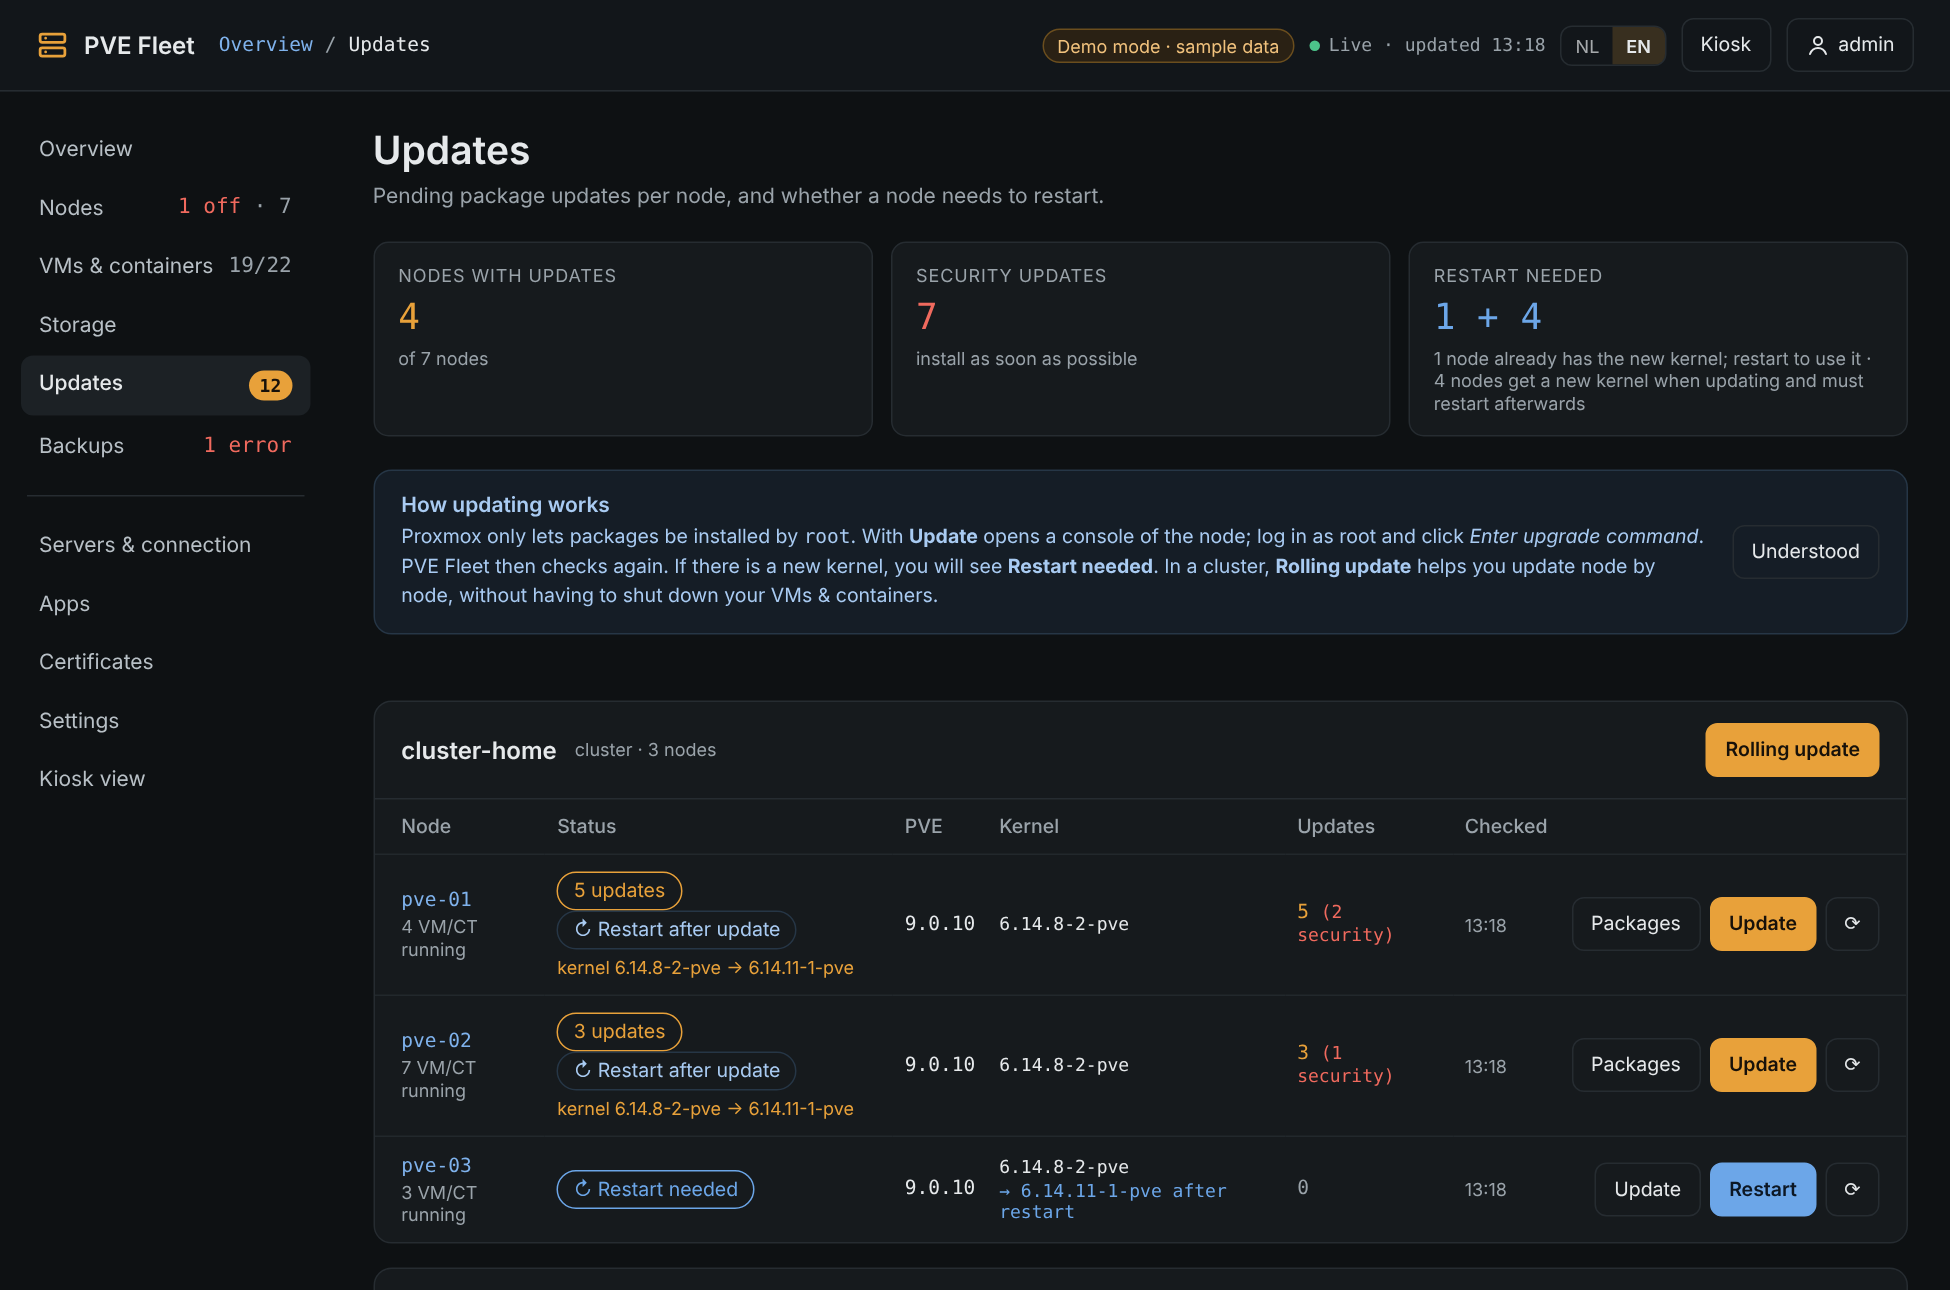 PVE Fleet
Overview / Updates
Demo mode · sample data
Live · updated 13:18
NL
EN
Kiosk
admin
Overview
Nodes
1 off · 7
VMs & containers
19/22
Storage
Updates
12
Backups
1 error
Servers & connection
Apps
Certificates
Settings
Kiosk view
Updates
Pending package updates per node, and whether a node needs to restart.
NODES WITH UPDATES
4
of 7 nodes
SECURITY UPDATES
7
install as soon as possible
RESTART NEEDED
1 + 4
1 node already has the new kernel; restart to use it ·
4 nodes get a new kernel when updating and must
restart afterwards
How updating works
Proxmox only lets packages be installed by root. With Update opens a console of the node; log in as root and click Enter upgrade command.
PVE Fleet then checks again. If there is a new kernel, you will see Restart needed. In a cluster, Rolling update helps you update node by
node, without having to shut down your VMs & containers.
Understood
cluster-home
cluster · 3 nodes
Rolling update
Node
Status
PVE
Kernel
Updates
Checked
pve-01
4 VM/CT
running
5 updates
↻ Restart after update
kernel 6.14.8-2-pve → 6.14.11-1-pve
9.0.10
6.14.8-2-pve
5 (2
security)
13:18
Packages
Update
⟳
pve-02
7 VM/CT
running
3 updates
↻ Restart after update
kernel 6.14.8-2-pve → 6.14.11-1-pve
9.0.10
6.14.8-2-pve
3 (1
security)
13:18
Packages
Update
⟳
pve-03
3 VM/CT
running
↻ Restart needed
9.0.10
6.14.8-2-pve
→ 6.14.11-1-pve after
restart
0
13:18
Update
Restart
⟳